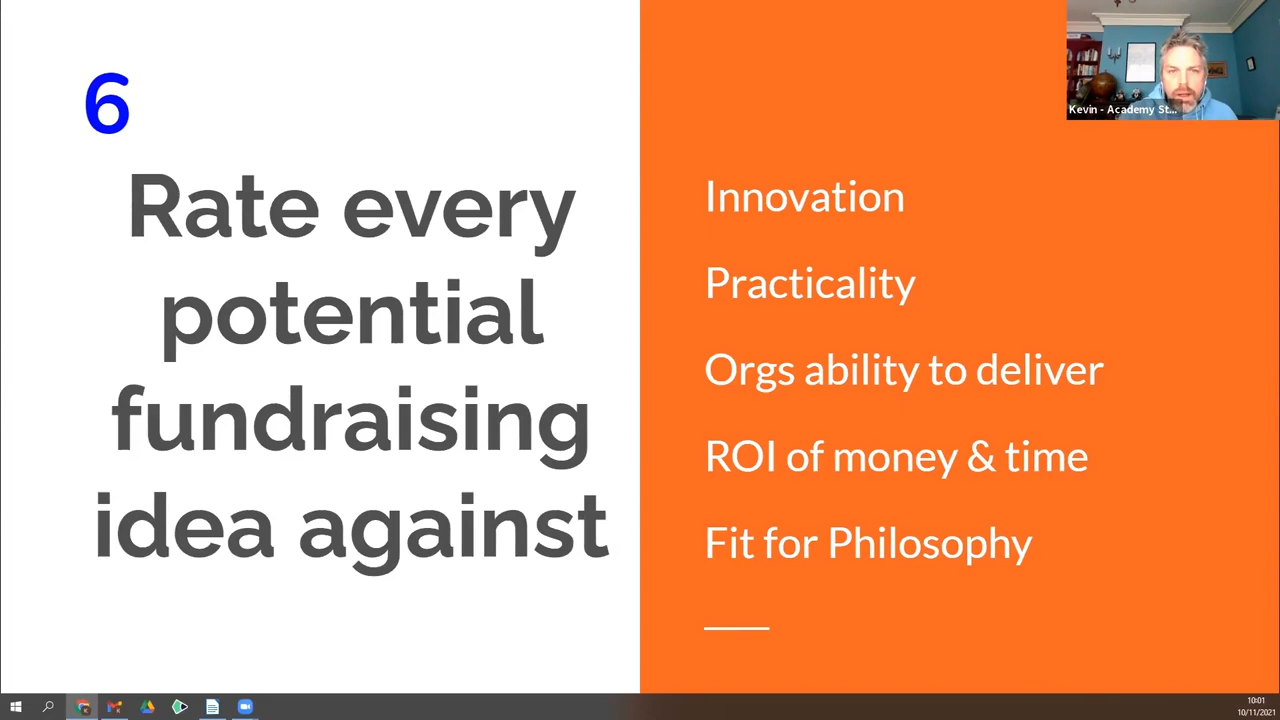 6
Rate every
potential
fundraising
idea against
Innovation
Practicality
Orgs ability to deliver
ROI of money & time
Fit for Philosophy
Kevin - Academy St...
10:01
10/11/2021